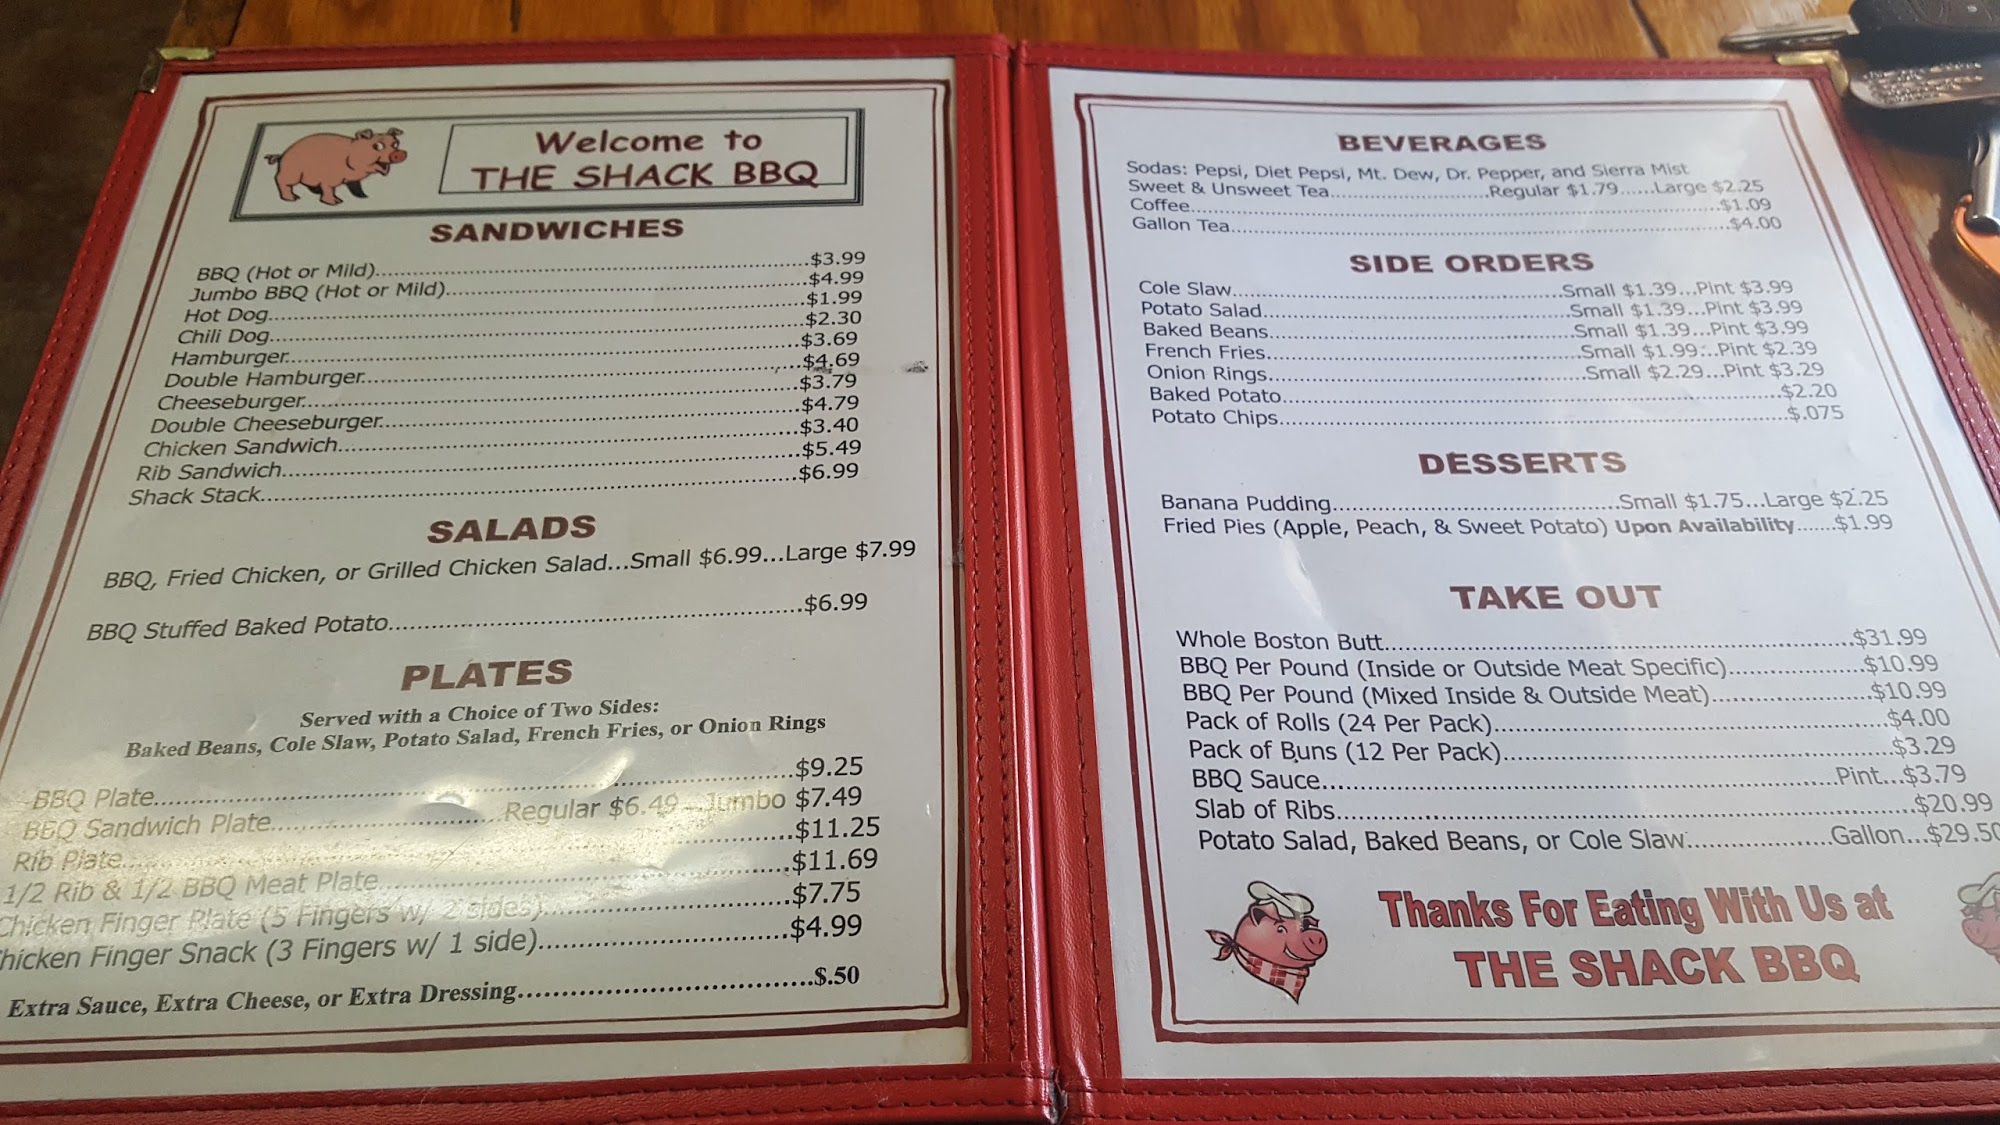 Welcome to
THE SHACK BBQ
SANDWICHES
BBQ (Hot or Mild)...$3.99
Jumbo BBQ (Hot or Mild)...$4.99
Hot Dog...$1.99
Chili Dog...$2.30
Hamburger...$3.69
Double Hamburger...$4.69
Cheeseburger...$3.79
Double Cheeseburger...$4.79
Chicken Sandwich...$3.40
Rib Sandwich...$5.49
Shack Stack...$6.99
SALADS
BBQ, Fried Chicken, or Grilled Chicken Salad...Small $6.99...Large $7.99
BBQ Stuffed Baked Potato...$6.99
PLATES
Served with a Choice of Two Sides:
Baked Beans, Cole Slaw, Potato Salad, French Fries, or Onion Rings
BBQ Plate...$9.25
BBQ Sandwich Plate...Regular $6.49...Jumbo $7.49
Rib Plate...$11.25
1/2 Rib & 1/2 BBQ Meat Plate...$11.69
Chicken Finger Plate (5 Fingers w/ 2 sides)...$7.75
hicken Finger Snack (3 Fingers w/ 1 side)...$4.99
Extra Sauce, Extra Cheese, or Extra Dressing...$.50
BEVERAGES
Sodas: Pepsi, Diet Pepsi, Mt. Dew, Dr. Pepper, and Sierra Mist
Sweet & Unsweet Tea...Regular $1.79......Large $2.25
Coffee...$1.09
Gallon Tea...$4.00
SIDE ORDERS
Cole Slaw...Small $1.39...Pint $3.99
Potato Salad...Small $1.39...Pint $3.99
Baked Beans...Small $1.39...Pint $3.99
French Fries...Small $1.99...Pint $2.39
Onion Rings...Small $2.29...Pint $3.29
Baked Potato...$2.20
Potato Chips...$.075
DESSERTS
Banana Pudding...Small $1.75...Large $2.25
Fried Pies (Apple, Peach, & Sweet Potato) Upon Availability...$1.99
TAKE OUT
Whole Boston Butt...$31.99
BBQ Per Pound (Inside or Outside Meat Specific)...$10.99
BBQ Per Pound (Mixed Inside & Outside Meat)...$10.99
Pack of Rolls (24 Per Pack)...$4.00
Pack of Buns (12 Per Pack)...$3.29
BBQ Sauce...Pint...$3.79
Slab of Ribs...$20.99
Potato Salad, Baked Beans, or Cole Slaw...Gallon...$29.50
Thanks For Eating With Us at
THE SHACK BBQ